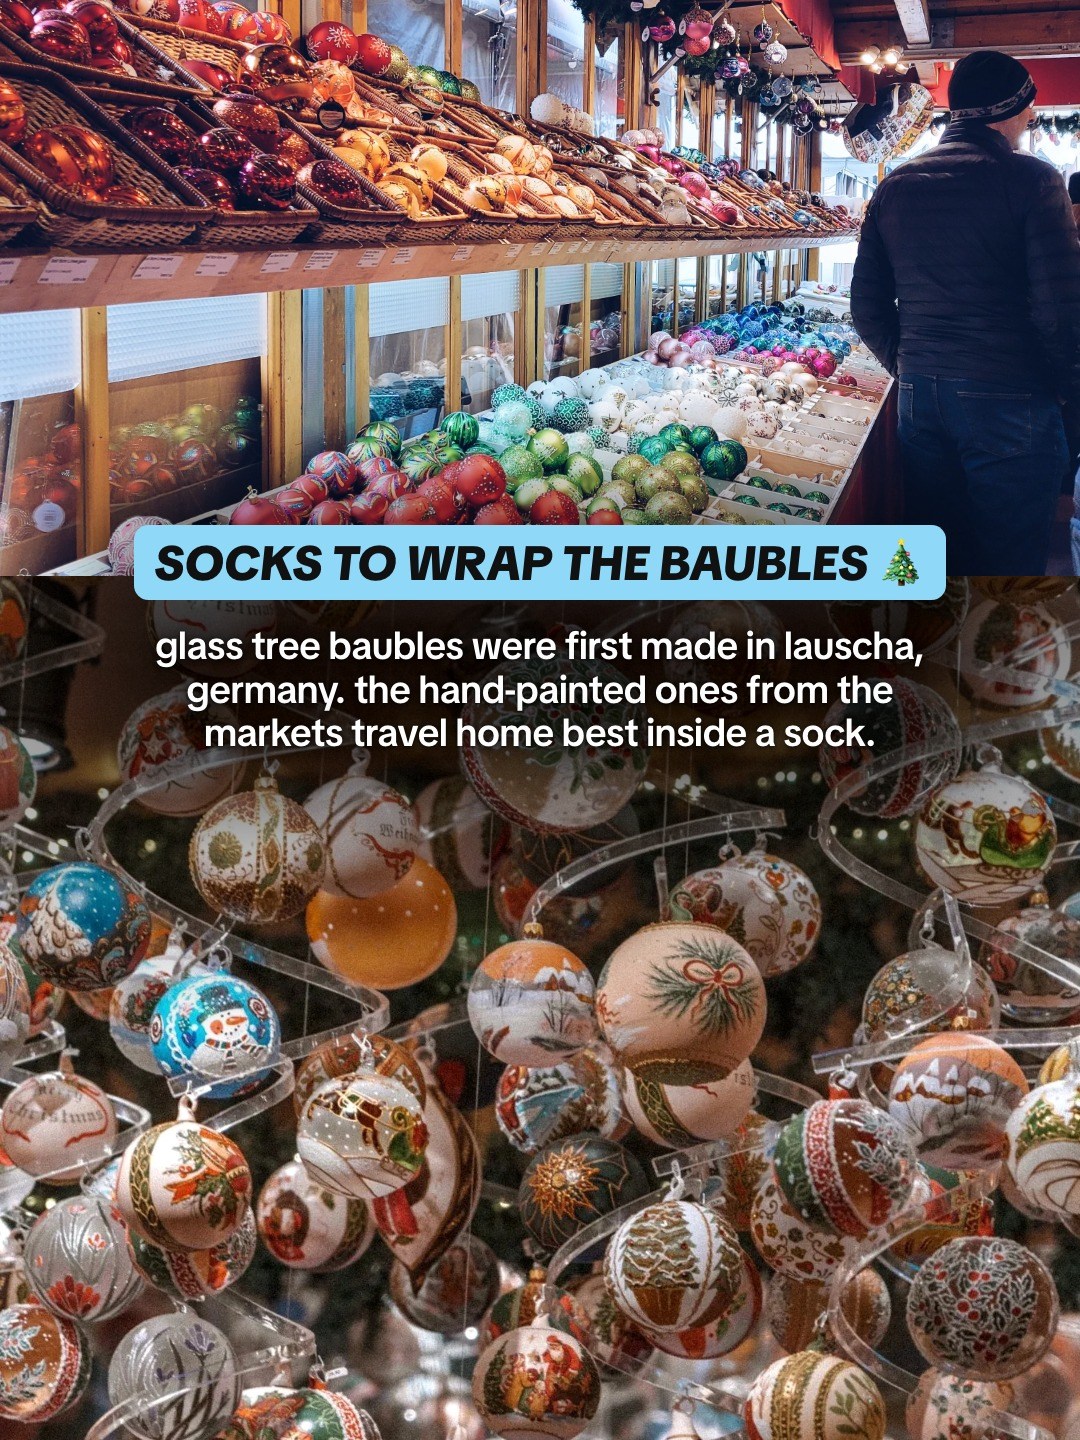 SOCKS TO WRAP THE BAUBLES 🎄
glass tree baubles were first made in lauscha,
germany. the hand-painted ones from the
markets travel home best inside a sock.
Christmas